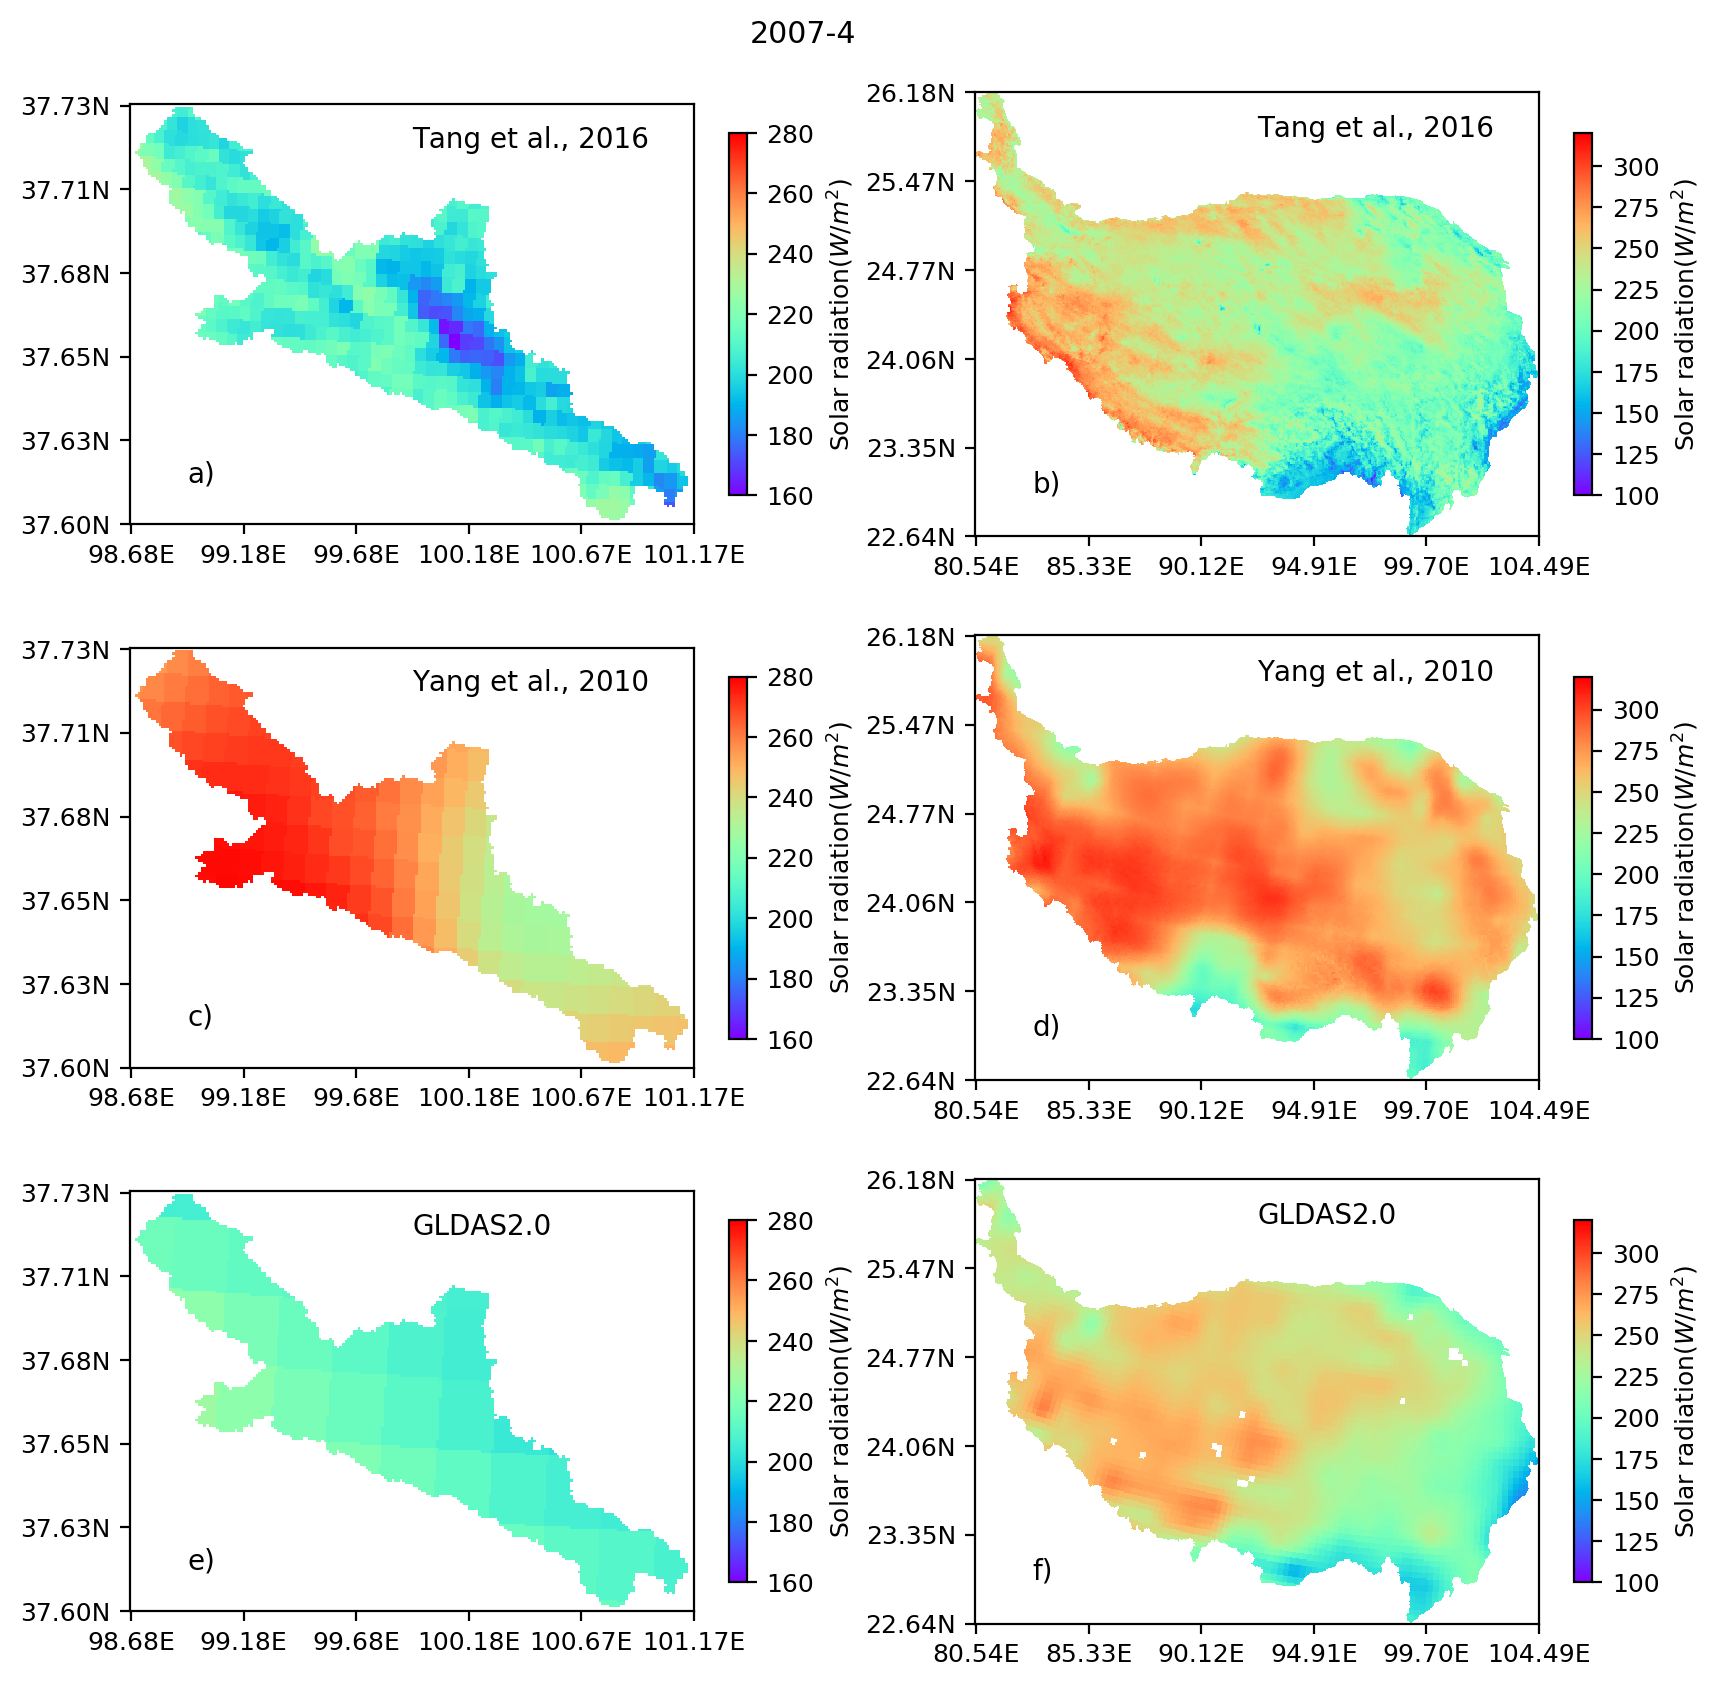 2007-4
Tang et al., 2016
a)
37.73N
37.71N
37.68N
37.65N
37.63N
37.60N
98.68E 99.18E 99.68E 100.18E 100.67E 101.17E
280
260
240
220
200
180
160
Solar radiation(W/m²)
Tang et al., 2016
b)
26.18N
25.47N
24.77N
24.06N
23.35N
22.64N
80.54E 85.33E 90.12E 94.91E 99.70E 104.49E
300
275
250
225
200
175
150
125
100
Solar radiation(W/m²)
Yang et al., 2010
c)
37.73N
37.71N
37.68N
37.65N
37.63N
37.60N
98.68E 99.18E 99.68E 100.18E 100.67E 101.17E
280
260
240
220
200
180
160
Solar radiation(W/m²)
Yang et al., 2010
d)
26.18N
25.47N
24.77N
24.06N
23.35N
22.64N
80.54E 85.33E 90.12E 94.91E 99.70E 104.49E
300
275
250
225
200
175
150
125
100
Solar radiation(W/m²)
GLDAS2.0
e)
37.73N
37.71N
37.68N
37.65N
37.63N
37.60N
98.68E 99.18E 99.68E 100.18E 100.67E 101.17E
280
260
240
220
200
180
160
Solar radiation(W/m²)
GLDAS2.0
f)
26.18N
25.47N
24.77N
24.06N
23.35N
22.64N
80.54E 85.33E 90.12E 94.91E 99.70E 104.49E
300
275
250
225
200
175
150
125
100
Solar radiation(W/m²)